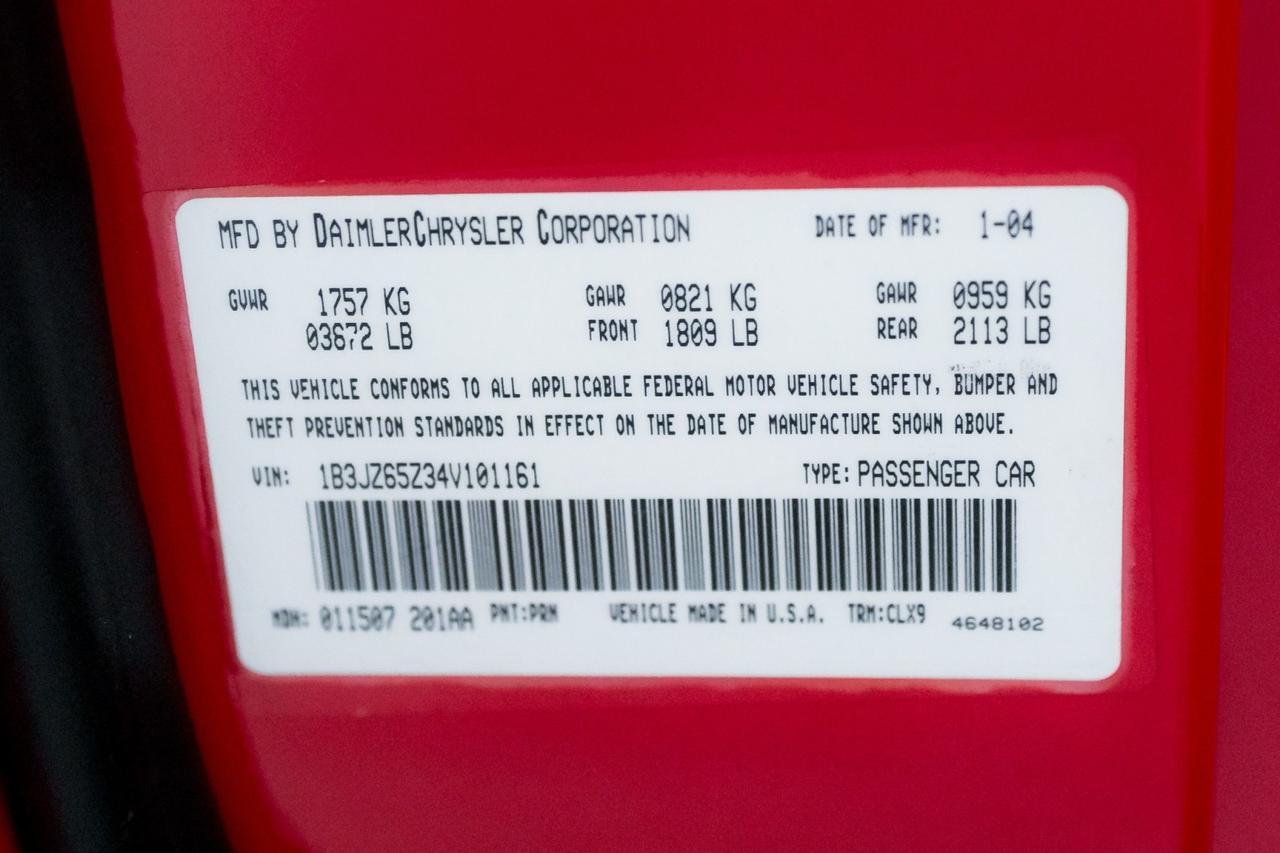 MFD BY DAIMLERCHRYSLER CORPORATION DATE OF MFR: 1-04
GVWR 1757 KG GAWR 0821 KG GAWR 0959 KG
03672 LB FRONT 1809 LB REAR 2113 LB
THIS VEHICLE CONFORMS TO ALL APPLICABLE FEDERAL MOTOR VEHICLE SAFETY, BUMPER AND
THEFT PREVENTION STANDARDS IN EFFECT ON THE DATE OF MANUFACTURE SHOWN ABOVE.
VIN: 1B3JZ65Z34V101161 TYPE: PASSENGER CAR
MDH: 011507 201AA PNT:PRN VEHICLE MADE IN U.S.A. TRM:CLX9 4648102